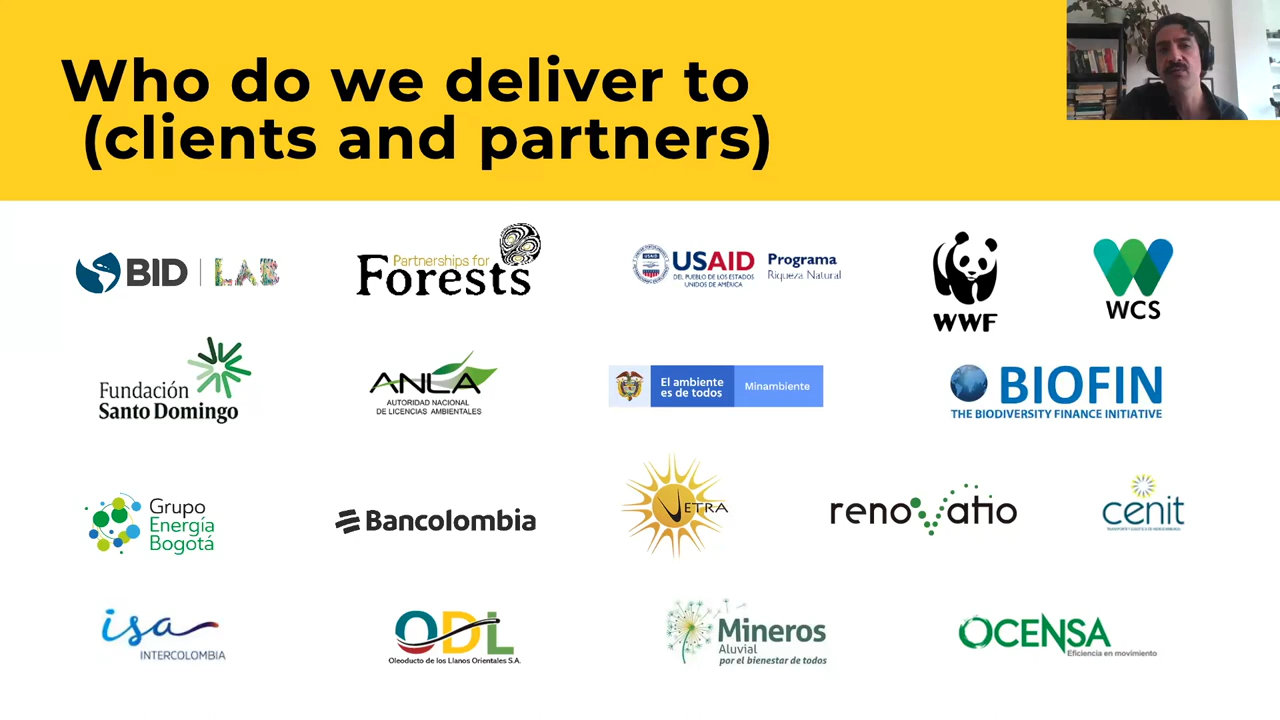 Who do we deliver to
(clients and partners)
BID | LAB
Partnerships for
Forests
USAID
DEL PUEBLO DE LOS ESTADOS
UNIDOS DE AMÉRICA
Programa
Riqueza Natural
WWF
WCS
Fundación
Santo Domingo
ANLA
AUTORIDAD NACIONAL
DE LICENCIAS AMBIENTALES
El ambiente
es de todos
Minambiente
BIOFIN
THE BIODIVERSITY FINANCE INITIATIVE
Grupo
Energía
Bogotá
Bancolombia
VETRA
renovatio
cenit
isa
INTERCOLOMBIA
ODL
Oleoducto de los Llanos Orientales S.A.
Mineros
Aluvial
por el bienestar de todos
OCENSA
Eficiencia en movimiento